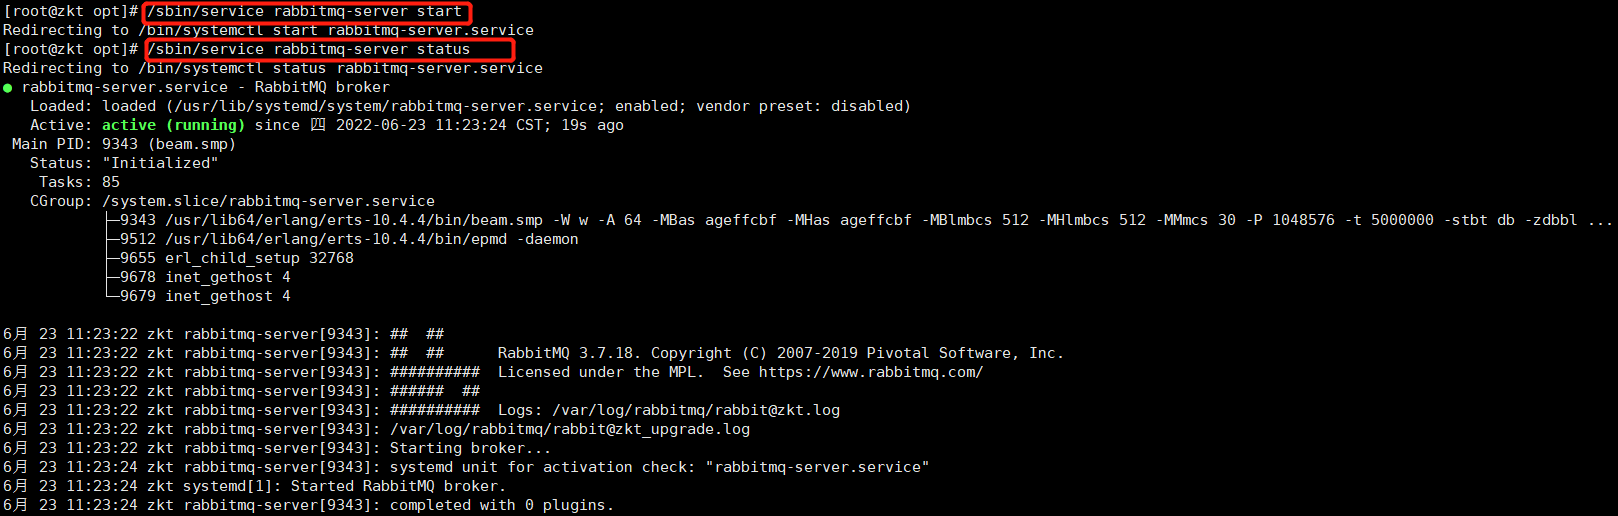 [root@zkt opt]# /sbin/service rabbitmq-server start
Redirecting to /bin/systemctl start rabbitmq-server.service
[root@zkt opt]# /sbin/service rabbitmq-server status
Redirecting to /bin/systemctl status rabbitmq-server.service
● rabbitmq-server.service - RabbitMQ broker
   Loaded: loaded (/usr/lib/systemd/system/rabbitmq-server.service; enabled; vendor preset: disabled)
   Active: active (running) since 四 2022-06-23 11:23:24 CST; 19s ago
 Main PID: 9343 (beam.smp)
   Status: "Initialized"
    Tasks: 85
   CGroup: /system.slice/rabbitmq-server.service
           ├─9343 /usr/lib64/erlang/erts-10.4.4/bin/beam.smp -W w -A 64 -MBas ageffcbf -MHas ageffcbf -MBlmbcs 512 -MHlmbcs 512 -MMmcs 30 -P 1048576 -t 5000000 -stbt db -zdbbl ...
           ├─9512 /usr/lib64/erlang/erts-10.4.4/bin/epmd -daemon
           ├─9655 erl_child_setup 32768
           ├─9678 inet_gethost 4
           └─9679 inet_gethost 4
6月 23 11:23:22 zkt rabbitmq-server[9343]: ##  ##
6月 23 11:23:22 zkt rabbitmq-server[9343]: ##  ##      RabbitMQ 3.7.18. Copyright (C) 2007-2019 Pivotal Software, Inc.
6月 23 11:23:22 zkt rabbitmq-server[9343]: ##########  Licensed under the MPL.  See https://www.rabbitmq.com/
6月 23 11:23:22 zkt rabbitmq-server[9343]: ######  ##
6月 23 11:23:22 zkt rabbitmq-server[9343]: ##########  Logs: /var/log/rabbitmq/rabbit@zkt.log
6月 23 11:23:22 zkt rabbitmq-server[9343]: /var/log/rabbitmq/rabbit@zkt_upgrade.log
6月 23 11:23:22 zkt rabbitmq-server[9343]: Starting broker...
6月 23 11:23:24 zkt rabbitmq-server[9343]: systemd unit for activation check: "rabbitmq-server.service"
6月 23 11:23:24 zkt systemd[1]: Started RabbitMQ broker.
6月 23 11:23:24 zkt rabbitmq-server[9343]: completed with 0 plugins.